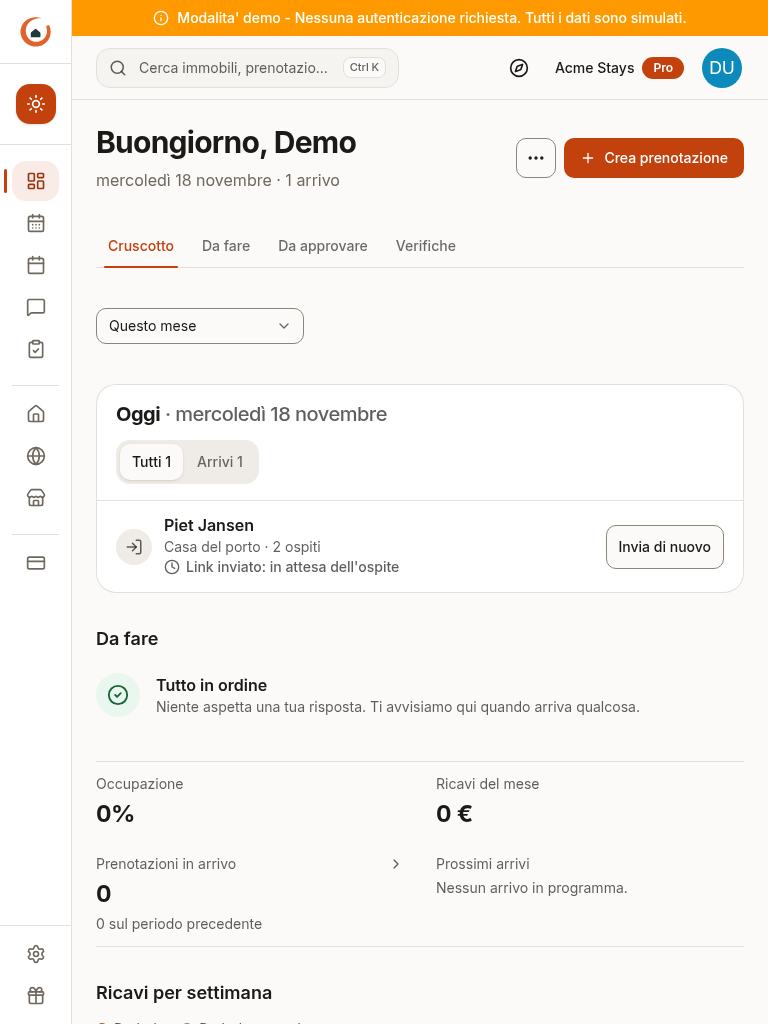 Modalita' demo - Nessuna autenticazione richiesta. Tutti i dati sono simulati.
Cerca immobili, prenotazio... Ctrl K
Acme Stays Pro DU
Buongiorno, Demo
mercoledì 18 novembre · 1 arrivo
Crea prenotazione
Cruscotto Da fare Da approvare Verifiche
Questo mese
Oggi · mercoledì 18 novembre
Tutti 1 Arrivi 1
Piet Jansen
Casa del porto · 2 ospiti
Link inviato: in attesa dell'ospite
Invia di nuovo
Da fare
Tutto in ordine
Niente aspetta una tua risposta. Ti avvisiamo qui quando arriva qualcosa.
Occupazione
0%
Ricavi del mese
0 €
Prenotazioni in arrivo
0
0 sul periodo precedente
Prossimi arrivi
Nessun arrivo in programma.
Ricavi per settimana